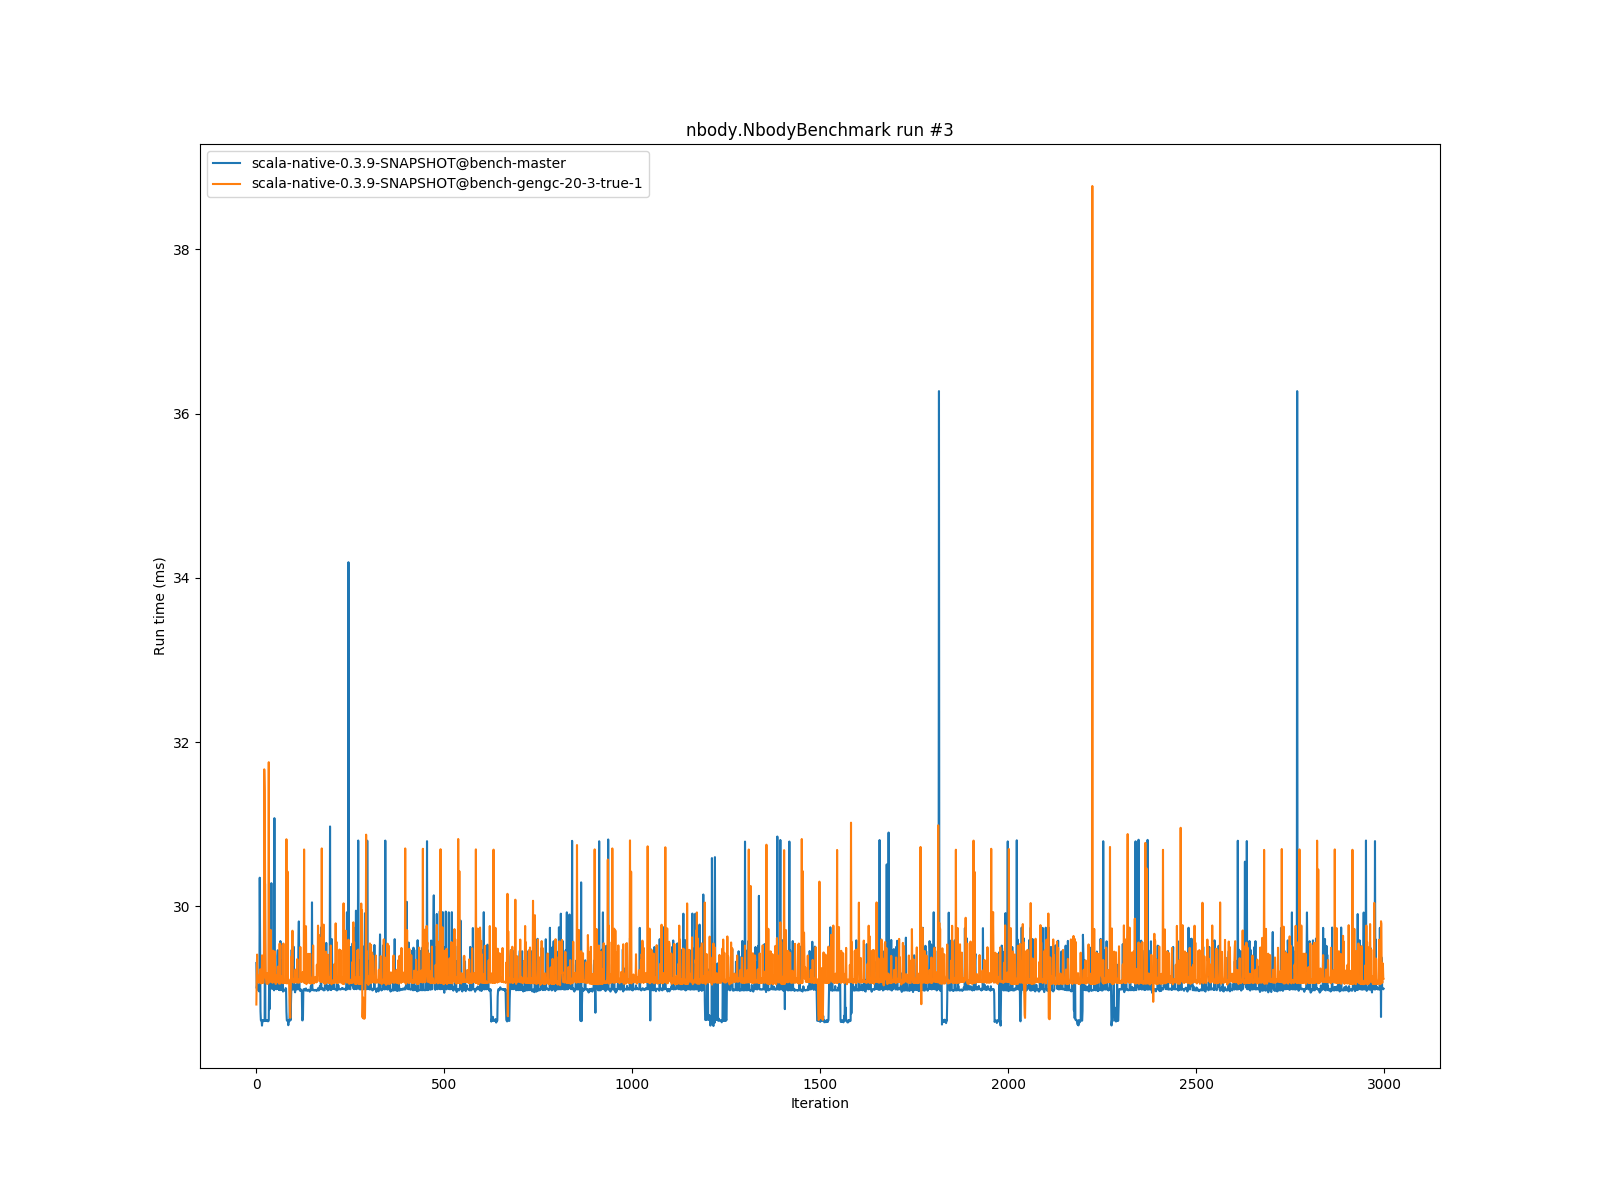 nbody.NbodyBenchmark run #3
scala-native-0.3.9-SNAPSHOT@bench-master
scala-native-0.3.9-SNAPSHOT@bench-gengc-20-3-true-1
38
36
34
32
30
Run time (ms)
0 500 1000 1500 2000 2500 3000
Iteration